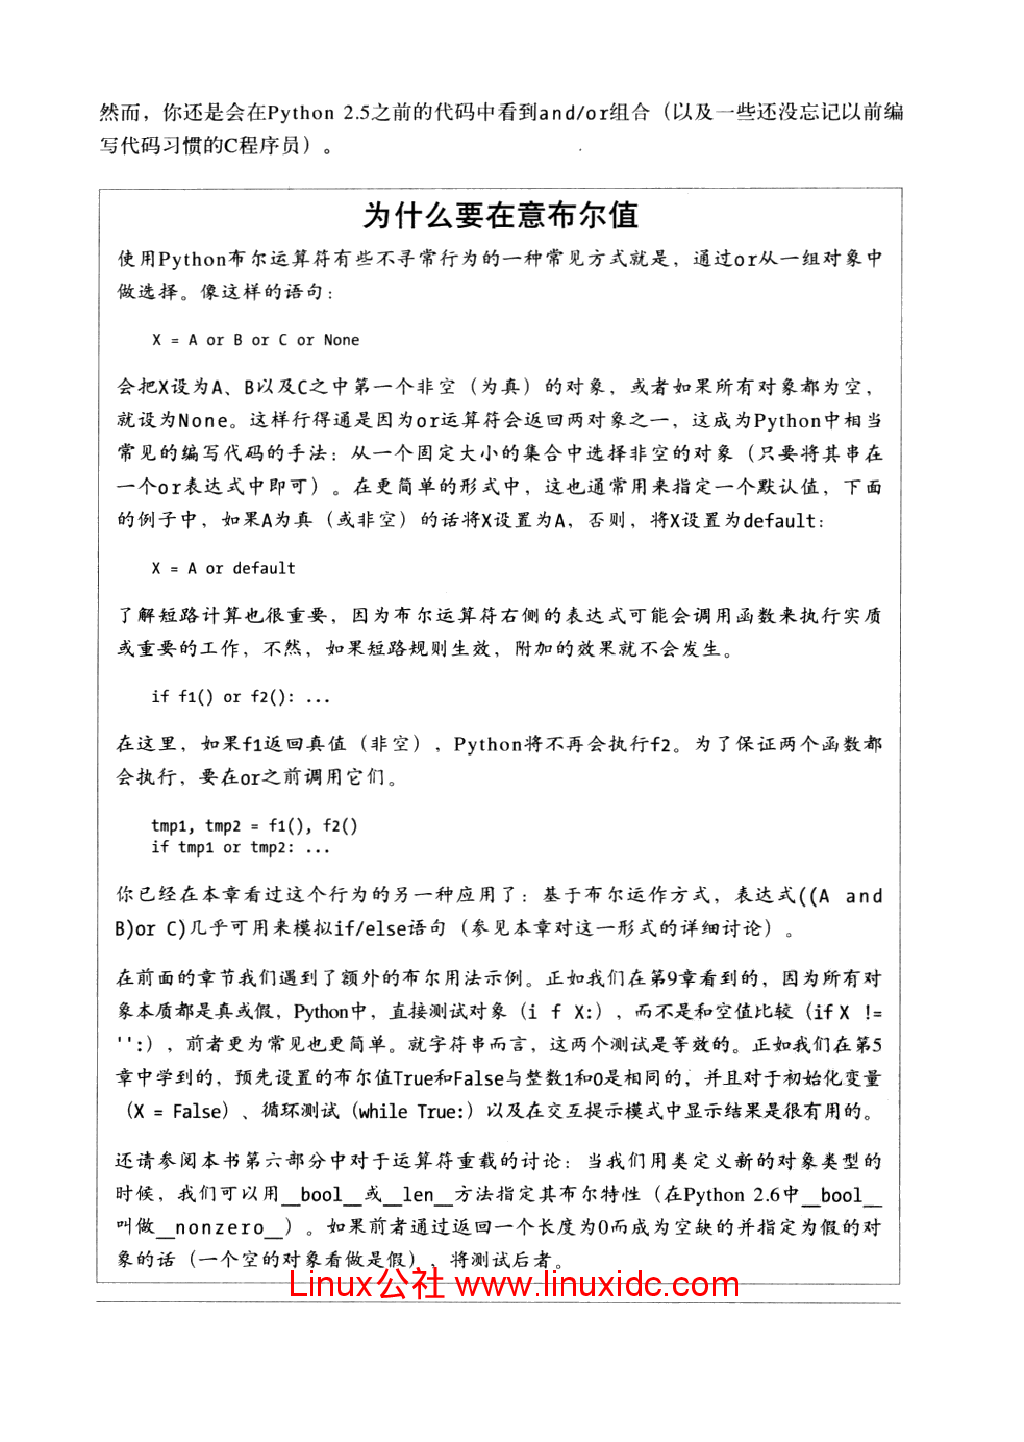 然而，你还是会在Python 2.5之前的代码中看到and/or组合（以及一些还没忘记以前编
写代码习惯的C程序员）。
为什么要在意布尔值
使用Python布尔运算符有些不寻常行为的一种常见方式就是，通过or从一组对象中
做选择。像这样的语句：
X = A or B or C or None
会把X设为A、B以及C之中第一个非空（为真）的对象，或者如果所有对象都为空，
就设为None。这样行得通是因为or运算符会返回两对象之一，这成为Python中相当
常见的编写代码的手法：从一个固定大小的集合中选择非空的对象（只要将其串在
一个or表达式中即可）。在更简单的形式中，这也通常用来指定一个默认值，下面
的例子中，如果A为真（或非空）的话将X设置为A，否则，将X设置为default：
X = A or default
了解短路计算也很重要，因为布尔运算符右侧的表达式可能会调用函数来执行实质
或重要的工作，不然，如果短路规则生效，附加的效果就不会发生。
if f1() or f2(): ...
在这里，如果f1返回真值（非空），Python将不再会执行f2。为了保证两个函数都
会执行，要在or之前调用它们。
tmp1, tmp2 = f1(), f2()
if tmp1 or tmp2: ...
你已经在本章看过这个行为的另一种应用了：基于布尔运作方式，表达式((A and
B)or C)几乎可用来模拟if/else语句（参见本章对这一形式的详细讨论）。
在前面的章节我们遇到了额外的布尔用法示例。正如我们在第9章看到的，因为所有对
象本质都是真或假，Python中，直接测试对象（i f X:），而不是和空值比较（if X !=
'':），前者更为常见也更简单。就字符串而言，这两个测试是等效的。正如我们在第5
章中学到的，预先设置的布尔值True和False与整数1和0是相同的，并且对于初始化变量
（X = False）、循环测试（while True:）以及在交互提示模式中显示结果是很有用的。
还请参阅本书第六部分中对于运算符重载的讨论：当我们用类定义新的对象类型的
时候，我们可以用__bool__或__len__方法指定其布尔特性（在Python 2.6中__bool__
叫做__nonzero__）。如果前者通过返回一个长度为0而成为空缺的并指定为假的对
象的话（一个空的对象看做是假），将测试后者。
Linux公社 www.linuxidc.com